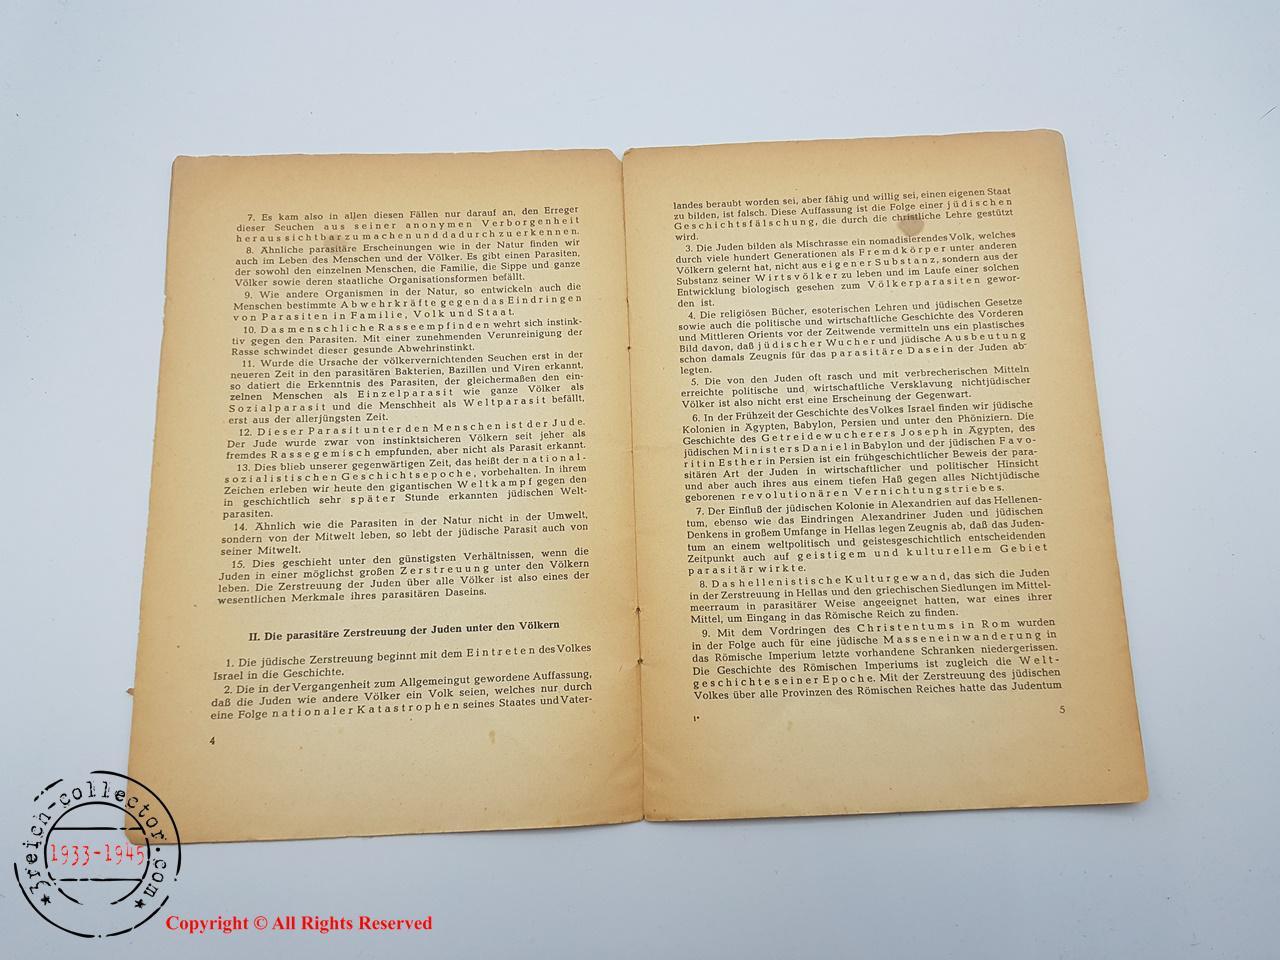 7. Es kam also in allen diesen Fällen nur darauf an, den Erreger
dieser Seuchen aus seiner anonymen Verborgenheit
heraus sichtbar zu machen und dadurch zu erkennen.
8. Ähnliche parasitäre Erscheinungen wie in der Natur finden wir
auch im Leben des Menschen und der Völker. Es gibt einen Parasiten,
der sowohl den einzelnen Menschen, die Familie, die Sippe und ganze
Völker sowie deren staatliche Organisationsformen befällt.
9. Wie andere Organismen in der Natur, so entwickeln auch die
Menschen bestimmte Abwehrkräfte gegen das Eindringen
von Parasiten in Familie, Volk und Staat.
10. Das menschliche Rasseempfinden wehrt sich instink-
tiv gegen den Parasiten. Mit einer zunehmenden Verunreinigung der
Rasse schwindet dieser gesunde Abwehrinstinkt.
11. Wurde die Ursache der völkervernichtenden Seuchen erst in der
neueren Zeit in den parasitären Bakterien, Bazillen und Viren erkannt,
so datiert die Erkenntnis des Parasiten, der gleichermaßen den ein-
zelnen Menschen als Einzelparasit wie ganze Völker als
Sozialparasit und die Menschheit als Weltparasit befällt,
erst aus der allerjüngsten Zeit.
12. Dieser Parasit unter den Menschen ist der Jude.
Der Jude wurde zwar von instinktsicheren Völkern seit jeher als
fremdes Rassegemisch empfunden, aber nicht als Parasit erkannt.
13. Dies blieb unserer gegenwärtigen Zeit, das heißt der national-
sozialistischen Geschichtsepoche, vorbehalten. In ihrem
Zeichen erleben wir heute den gigantischen Weltkampf gegen den
in geschichtlich sehr später Stunde erkannten jüdischen Welt-
parasiten.
14. Ähnlich wie die Parasiten in der Natur nicht in der Umwelt,
sondern von der Mitwelt leben, so lebt der jüdische Parasit auch von
seiner Mitwelt.
15. Dies geschieht unter den günstigsten Verhältnissen, wenn die
Juden in einer möglichst großen Zerstreuung unter den Völkern
leben. Die Zerstreuung der Juden über alle Völker ist also eines der
wesentlichen Merkmale ihres parasitären Daseins.
II. Die parasitäre Zerstreuung der Juden unter den Völkern
1. Die jüdische Zerstreuung beginnt mit dem Eintreten des Volkes
Israel in die Geschichte.
2. Die in der Vergangenheit zum Allgemeingut gewordene Auffassung,
daß die Juden wie andere Völker ein Volk seien, welches nur durch
eine Folge nationaler Katastrophen seines Staates und Vater-
4
landes beraubt worden sei, aber fähig und willig sei, einen eigenen Staat
zu bilden, ist falsch. Diese Auffassung ist die Folge einer jüdischen
Geschichtsfälschung, die durch die christliche Lehre gestützt
wird.
3. Die Juden bilden als Mischrasse ein nomadisierendes Volk, welches
durch viele hundert Generationen als Fremdkörper unter anderen
Völkern gelernt hat, nicht aus eigener Substanz, sondern aus der
Substanz seiner Wirtsvölker zu leben und im Laufe einer solchen
Entwicklung biologisch gesehen zum Völkerparasiten gewor-
den ist.
4. Die religiösen Bücher, esoterischen Lehren und jüdischen Gesetze
sowie auch die politische und wirtschaftliche Geschichte des Vorderen
und Mittleren Orients vor der Zeitwende vermitteln uns ein plastisches
Bild davon, daß jüdischer Wucher und jüdische Ausbeutung
schon damals Zeugnis für das parasitäre Dasein der Juden ab-
legten.
5. Die von den Juden oft rasch und mit verbrecherischen Mitteln
erreichte politische und wirtschaftliche Versklavung nichtjüdischer
Völker ist also nicht erst eine Erscheinung der Gegenwart.
6. In der Frühzeit der Geschichte des Volkes Israel finden wir jüdische
Kolonien in Ägypten, Babylon, Persien und unter den Phöniziern. Die
Geschichte des Getreidewucherers Joseph in Ägypten, des
jüdischen Ministers Daniel in Babylon und der jüdischen Favo-
ritin Esther in Persien ist ein frühgeschichtlicher Beweis der para-
sitären Art der Juden in wirtschaftlicher und politischer Hinsicht
und aber auch ihres aus einem tiefen Haß gegen alles Nichtjüdische
geborenen revolutionären Vernichtungstriebes.
7. Der Einfluß der jüdischen Kolonie in Alexandrien auf das Hellenen-
tum, ebenso wie das Eindringen Alexandriner Juden und jüdischen
Denkens in großem Umfange in Hellas legen Zeugnis ab, daß das Juden-
tum an einem weltpolitisch und geistesgeschichtlich entscheidenden
Zeitpunkt auch auf geistigem und kulturellem Gebiet
parasitär wirkte.
8. Das hellenistische Kulturgewand, das sich die Juden
in der Zerstreuung in Hellas und den griechischen Siedlungen im Mittel-
meerraum in parasitärer Weise angeeignet hatten, war eines ihrer
Mittel, um Eingang in das Römische Reich zu finden.
9. Mit dem Vordringen des Christentums in Rom wurden
in der Folge auch für eine jüdische Masseneinwanderung in
das Römische Imperium letzte vorhandene Schranken niedergerissen.
Die Geschichte des Römischen Imperiums ist zugleich die Welt-
geschichte seiner Epoche. Mit der Zerstreuung des jüdischen
Volkes über alle Provinzen des Römischen Reiches hatte das Judentum
1*
5
3reich-collector.com
1933-1945
Copyright © All Rights Reserved